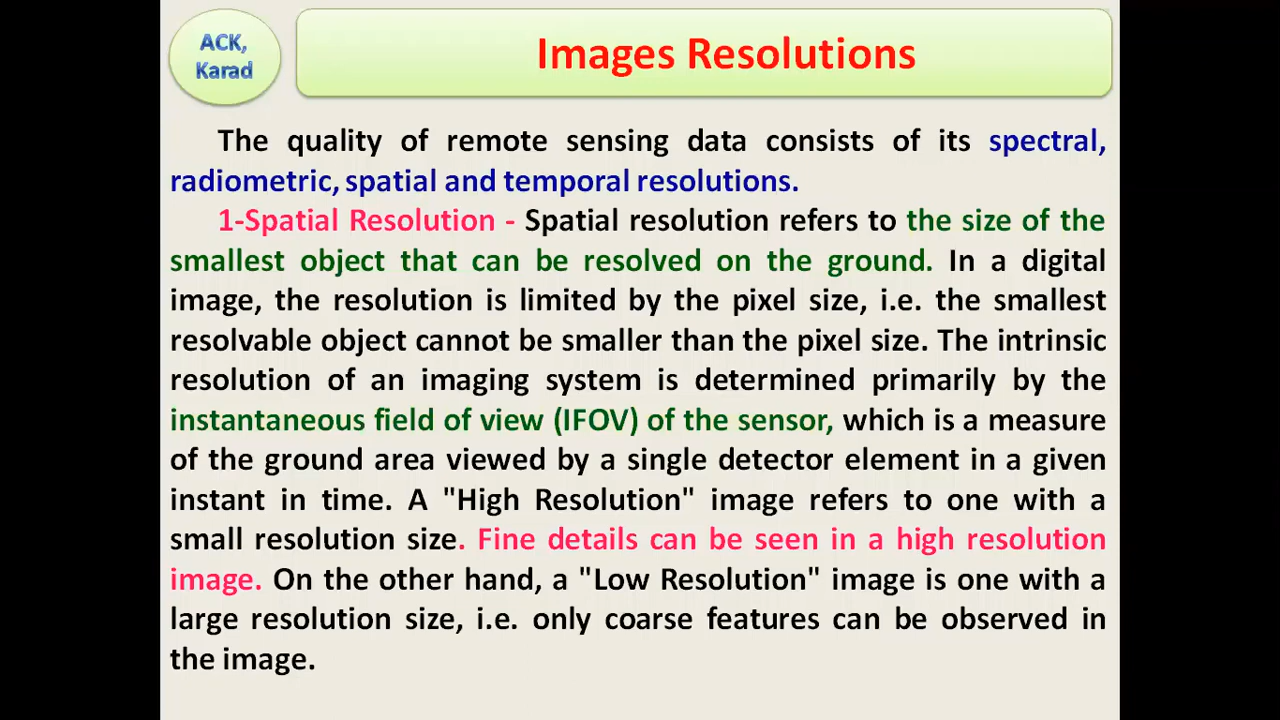 ACK,
Karad
Images Resolutions
The quality of remote sensing data consists of its spectral,
radiometric, spatial and temporal resolutions.
1-Spatial Resolution - Spatial resolution refers to the size of the
smallest object that can be resolved on the ground. In a digital
image, the resolution is limited by the pixel size, i.e. the smallest
resolvable object cannot be smaller than the pixel size. The intrinsic
resolution of an imaging system is determined primarily by the
instantaneous field of view (IFOV) of the sensor, which is a measure
of the ground area viewed by a single detector element in a given
instant in time. A "High Resolution" image refers to one with a
small resolution size. Fine details can be seen in a high resolution
image. On the other hand, a "Low Resolution" image is one with a
large resolution size, i.e. only coarse features can be observed in
the image.